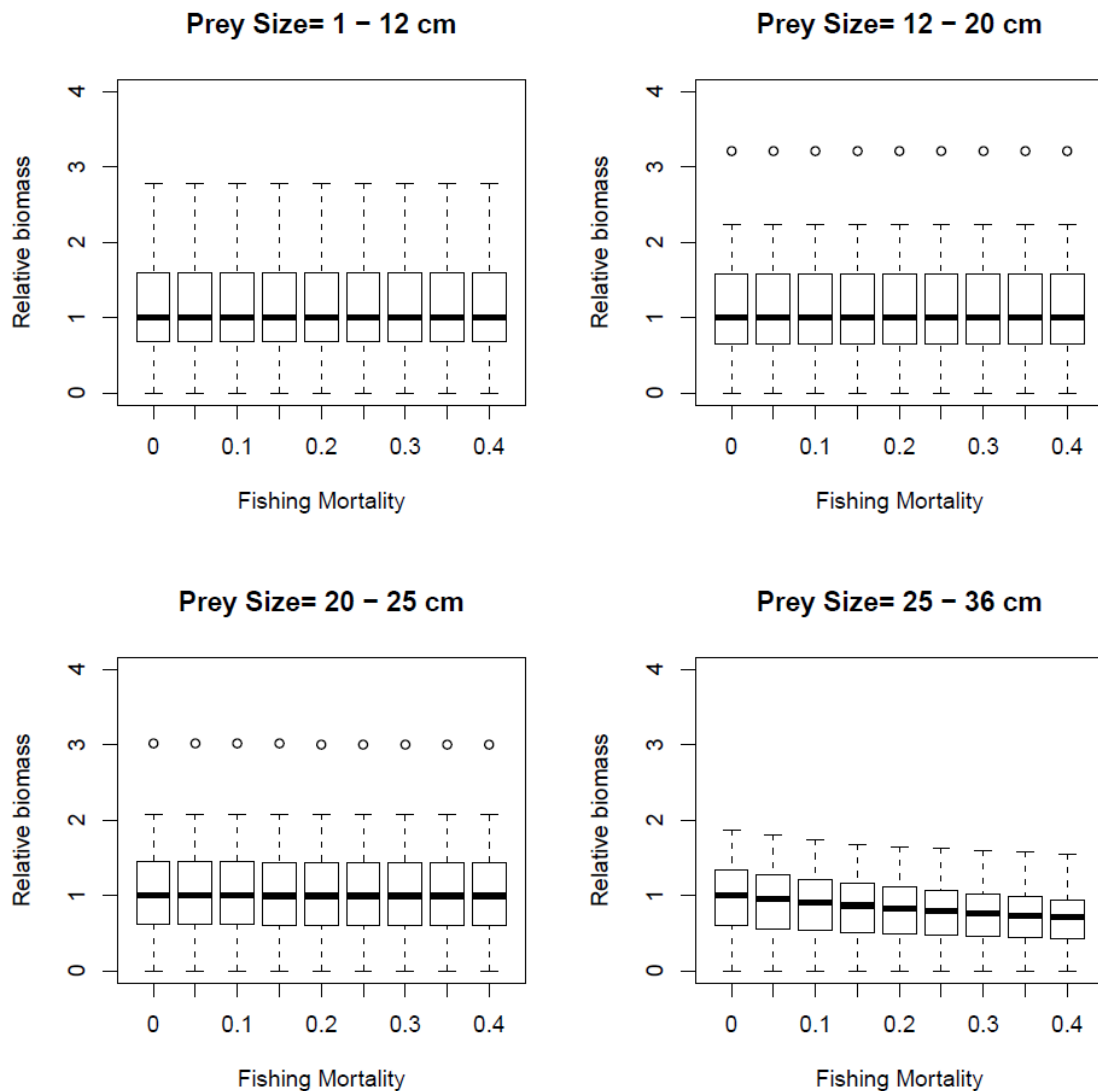 Prey Size= 1 − 12 cm
Relative biomass
4
3
2
1
0
0 0.1 0.2 0.3 0.4
Fishing Mortality
Prey Size= 12 − 20 cm
Relative biomass
4
3
2
1
0
0 0.1 0.2 0.3 0.4
Fishing Mortality
Prey Size= 20 − 25 cm
Relative biomass
4
3
2
1
0
0 0.1 0.2 0.3 0.4
Fishing Mortality
Prey Size= 25 − 36 cm
Relative biomass
4
3
2
1
0
0 0.1 0.2 0.3 0.4
Fishing Mortality